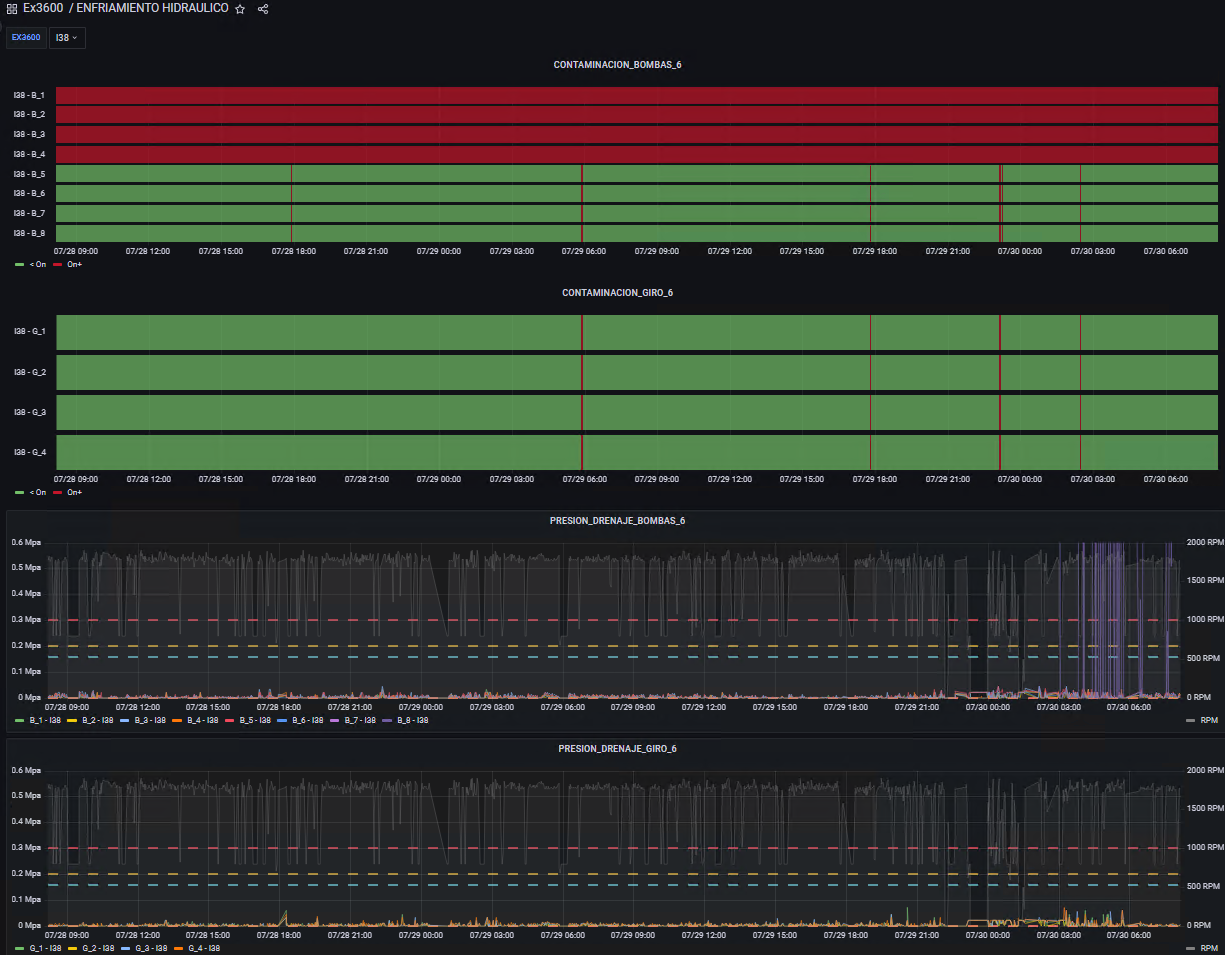 Ex3600 / ENFRIAMIENTO HIDRAULICO
EX3600 I38
CONTAMINACION_BOMBAS_6
I38 - B_1
I38 - B_2
I38 - B_3
I38 - B_4
I38 - B_5
I38 - B_6
I38 - B_7
I38 - B_8
07/28 09:00 07/28 12:00 07/28 15:00 07/28 18:00 07/28 21:00 07/29 00:00 07/29 03:00 07/29 06:00 07/29 09:00 07/29 12:00 07/29 15:00 07/29 18:00 07/29 21:00 07/30 00:00 07/30 03:00 07/30 06:00
< On On+
CONTAMINACION_GIRO_6
I38 - G_1
I38 - G_2
I38 - G_3
I38 - G_4
07/28 09:00 07/28 12:00 07/28 15:00 07/28 18:00 07/28 21:00 07/29 00:00 07/29 03:00 07/29 06:00 07/29 09:00 07/29 12:00 07/29 15:00 07/29 18:00 07/29 21:00 07/30 00:00 07/30 03:00 07/30 06:00
< On On+
PRESION_DRENAJE_BOMBAS_6
0.6 Mpa 2000 RPM
0.5 Mpa 1500 RPM
0.4 Mpa
0.3 Mpa 1000 RPM
0.2 Mpa 500 RPM
0.1 Mpa
0 Mpa 0 RPM
07/28 09:00 07/28 12:00 07/28 15:00 07/28 18:00 07/28 21:00 07/29 00:00 07/29 03:00 07/29 06:00 07/29 09:00 07/29 12:00 07/29 15:00 07/29 18:00 07/29 21:00 07/30 00:00 07/30 03:00 07/30 06:00
B_1 - I38 B_2 - I38 B_3 - I38 B_4 - I38 B_5 - I38 B_6 - I38 B_7 - I38 B_8 - I38 RPM
PRESION_DRENAJE_GIRO_6
0.6 Mpa 2000 RPM
0.5 Mpa 1500 RPM
0.4 Mpa
0.3 Mpa 1000 RPM
0.2 Mpa 500 RPM
0.1 Mpa
0 Mpa 0 RPM
07/28 09:00 07/28 12:00 07/28 15:00 07/28 18:00 07/28 21:00 07/29 00:00 07/29 03:00 07/29 06:00 07/29 09:00 07/29 12:00 07/29 15:00 07/29 18:00 07/29 21:00 07/30 00:00 07/30 03:00 07/30 06:00
G_1 - I38 G_2 - I38 G_3 - I38 G_4 - I38 RPM